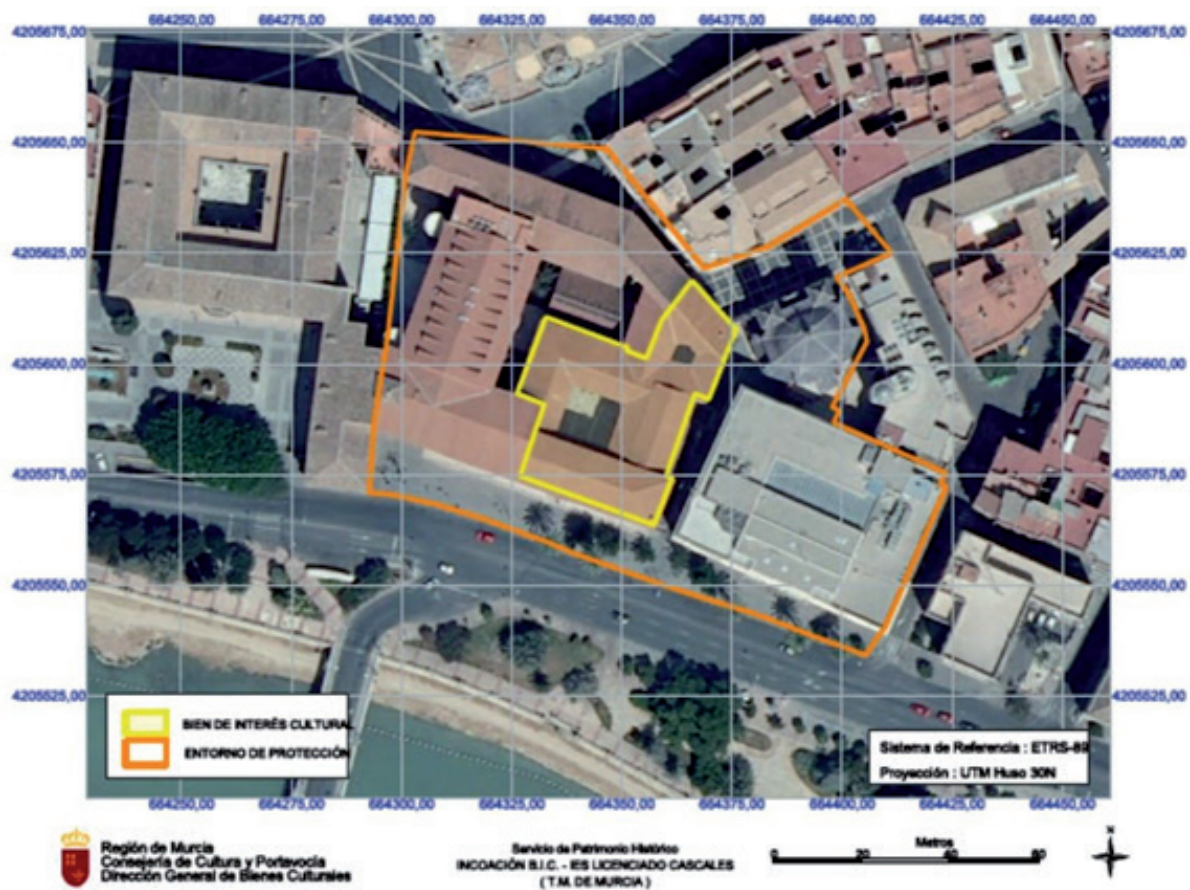 664250,00 664275,00 664300,00 664325,00 664350,00 664375,00 664400,00 664425,00 664450,00
4205675,00 4205675,00
4205650,00 4205650,00
4205625,00 4205625,00
4205600,00 4205600,00
4205575,00 4205575,00
4205550,00 4205550,00
4205525,00 4205525,00
BIEN DE INTERÉS CULTURAL
ENTORNO DE PROTECCIÓN
Sistema de Referencia : ETRS-89
Proyección : UTM Huso 30N
664250,00 664275,00 664300,00 664325,00 664350,00 664375,00 664400,00 664425,00 664450,00
Región de Murcia
Consejería de Cultura y Portavocía
Dirección General de Bienes Culturales
Servicio de Patrimonio Histórico
INCOACIÓN B.I.C. - IES LICENCIADO CASCALES
( T.M. DE MURCIA )
Metros
0 20 40 60
N